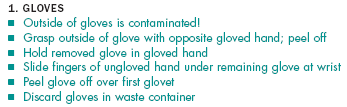 1. GLOVES
■ Outside of gloves is contaminated!
■ Grasp outside of glove with opposite gloved hand; peel off
■ Hold removed glove in gloved hand
■ Slide fingers of ungloved hand under remaining glove at wrist
■ Peel glove off over first glovet
■ Discard gloves in waste container